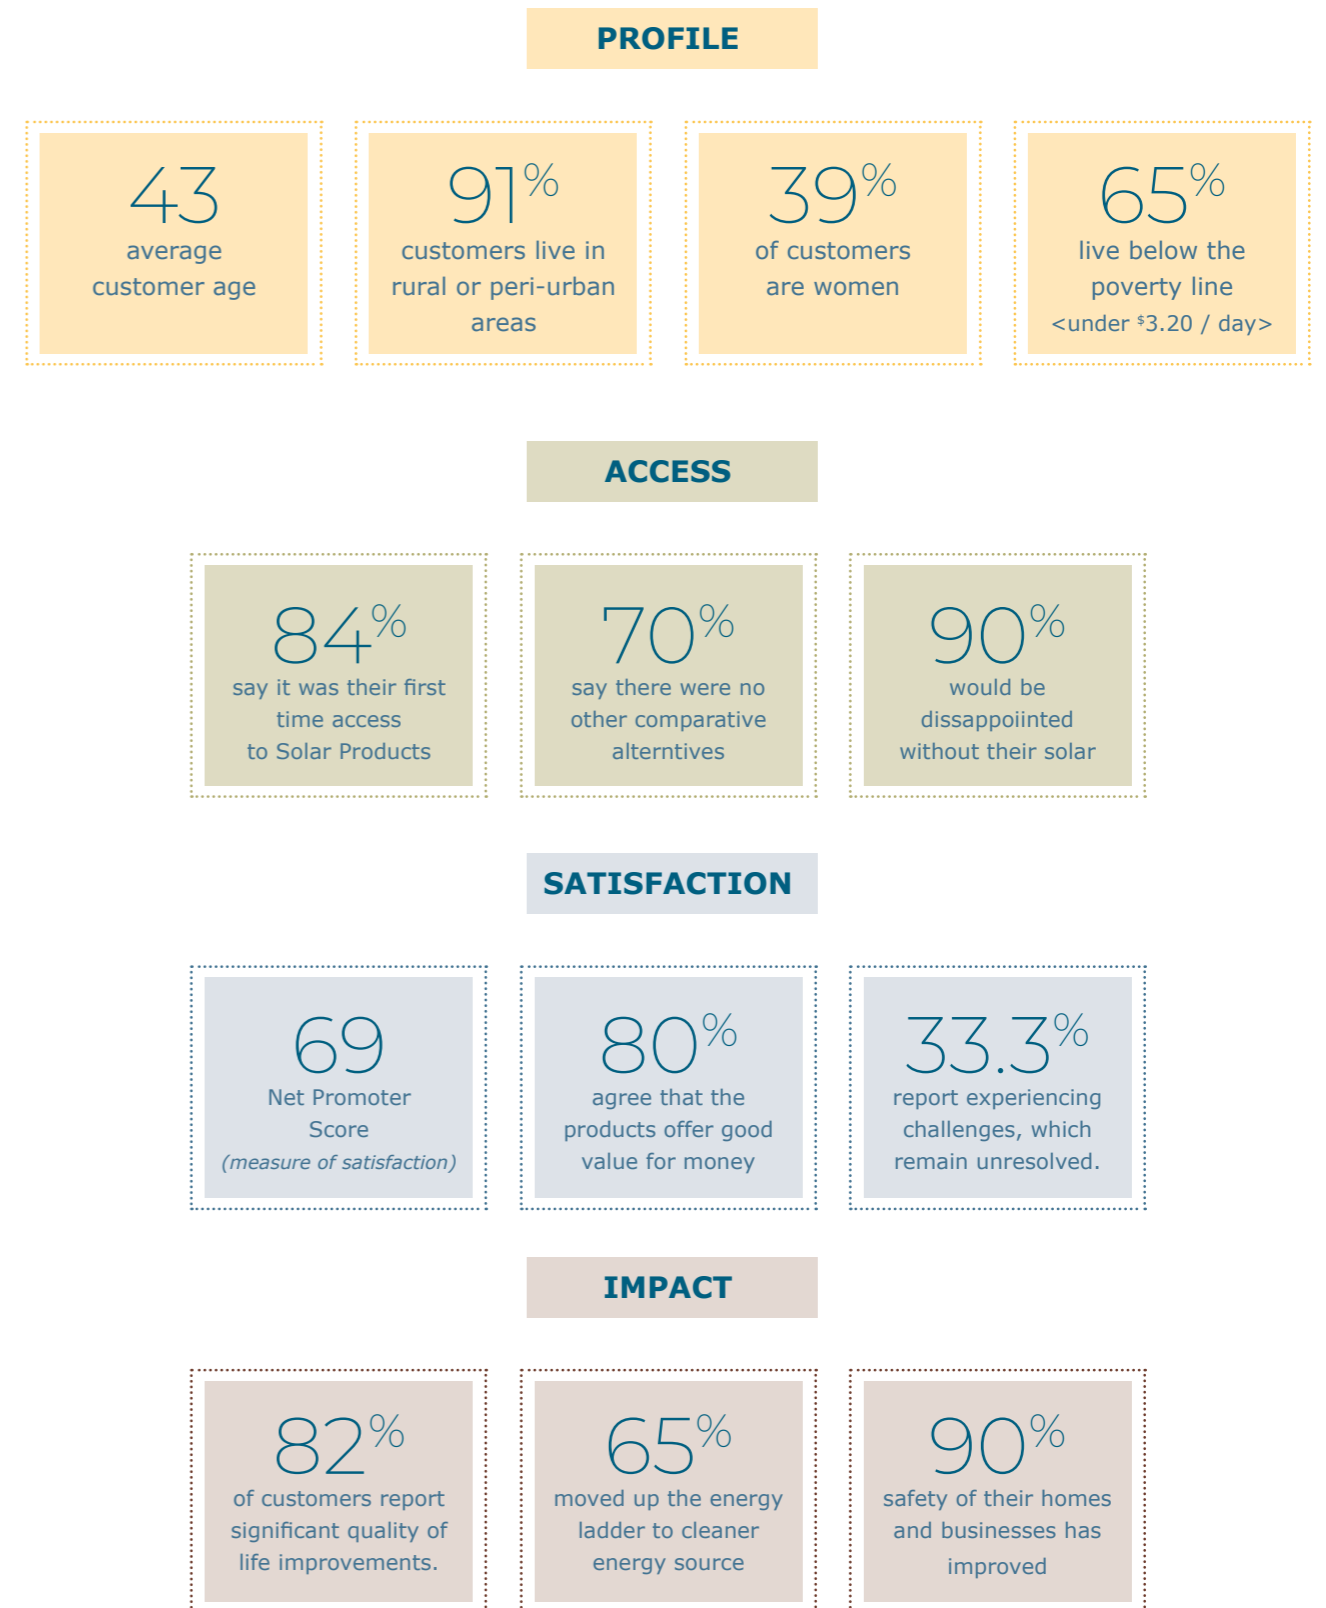 PROFILE
43
average
customer age
91%
customers live in
rural or peri-urban
areas
39%
of customers
are women
65%
live below the
poverty line
<under $3.20 / day>
ACCESS
84%
say it was their first
time access
to Solar Products
70%
say there were no
other comparative
alterntives
90%
would be
dissappoiinted
without their solar
SATISFACTION
69
Net Promoter
Score
(measure of satisfaction)
80%
agree that the
products offer good
value for money
33.3%
report experiencing
challenges, which
remain unresolved.
IMPACT
82%
of customers report
significant quality of
life improvements.
65%
moved up the energy
ladder to cleaner
energy source
90%
safety of their homes
and businesses has
improved